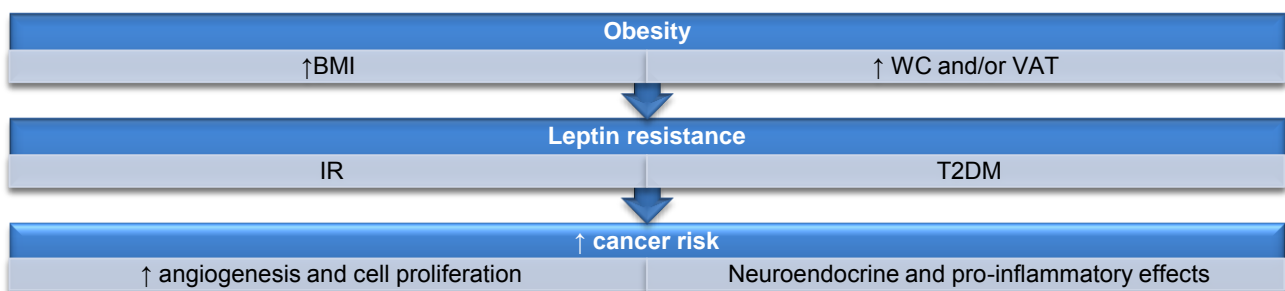 Obesity
↑BMI
↑ WC and/or VAT
Leptin resistance
IR
T2DM
↑ cancer risk
↑ angiogenesis and cell proliferation
Neuroendocrine and pro-inflammatory effects